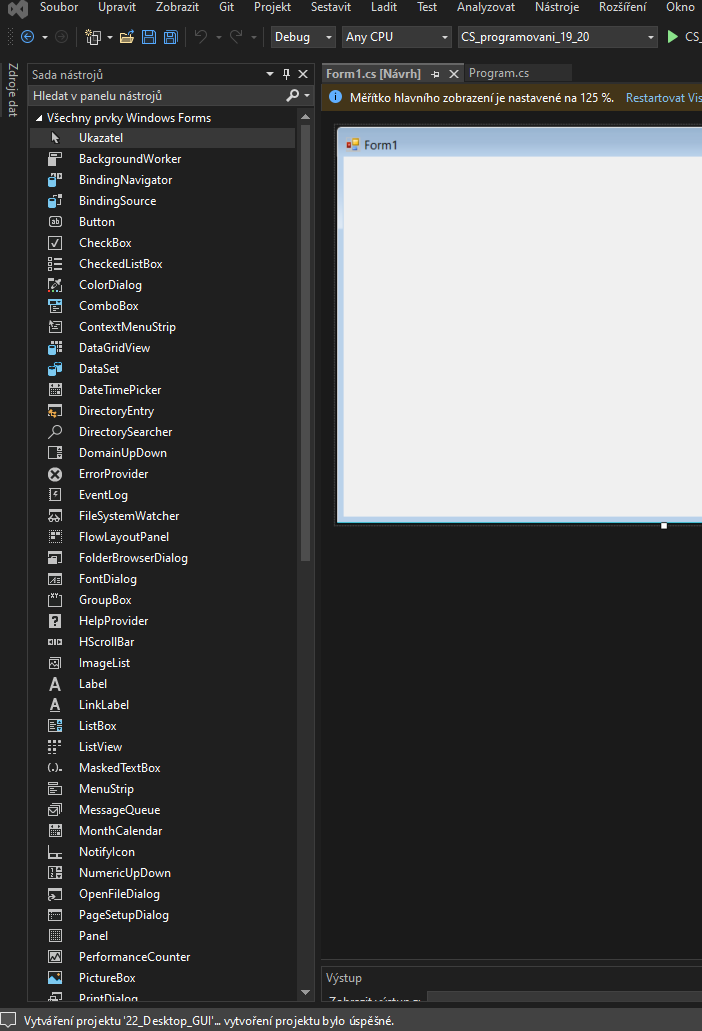 Soubor Upravit Zobrazit Git Projekt Sestavit Ladit Test Analyzovat Nástroje Rozšíření Okno
Debug Any CPU CS_programovani_19_20 CS_
Zdroje dat
Sada nástrojů
Hledat v panelu nástrojů
Všechny prvky Windows Forms
Ukazatel
BackgroundWorker
BindingNavigator
BindingSource
Button
CheckBox
CheckedListBox
ColorDialog
ComboBox
ContextMenuStrip
DataGridView
DataSet
DateTimePicker
DirectoryEntry
DirectorySearcher
DomainUpDown
ErrorProvider
EventLog
FileSystemWatcher
FlowLayoutPanel
FolderBrowserDialog
FontDialog
GroupBox
HelpProvider
HScrollBar
ImageList
Label
LinkLabel
ListBox
ListView
MaskedTextBox
MenuStrip
MessageQueue
MonthCalendar
NotifyIcon
NumericUpDown
OpenFileDialog
PageSetupDialog
Panel
PerformanceCounter
PictureBox
PrintDialog
Form1.cs [Návrh] Program.cs
Měřítko hlavního zobrazení je nastavené na 125 %. Restartovat Vis
Form1
Výstup
Zobrazit výstup z:
Vytváření projektu '22_Desktop_GUI'... vytvoření projektu bylo úspěšné.